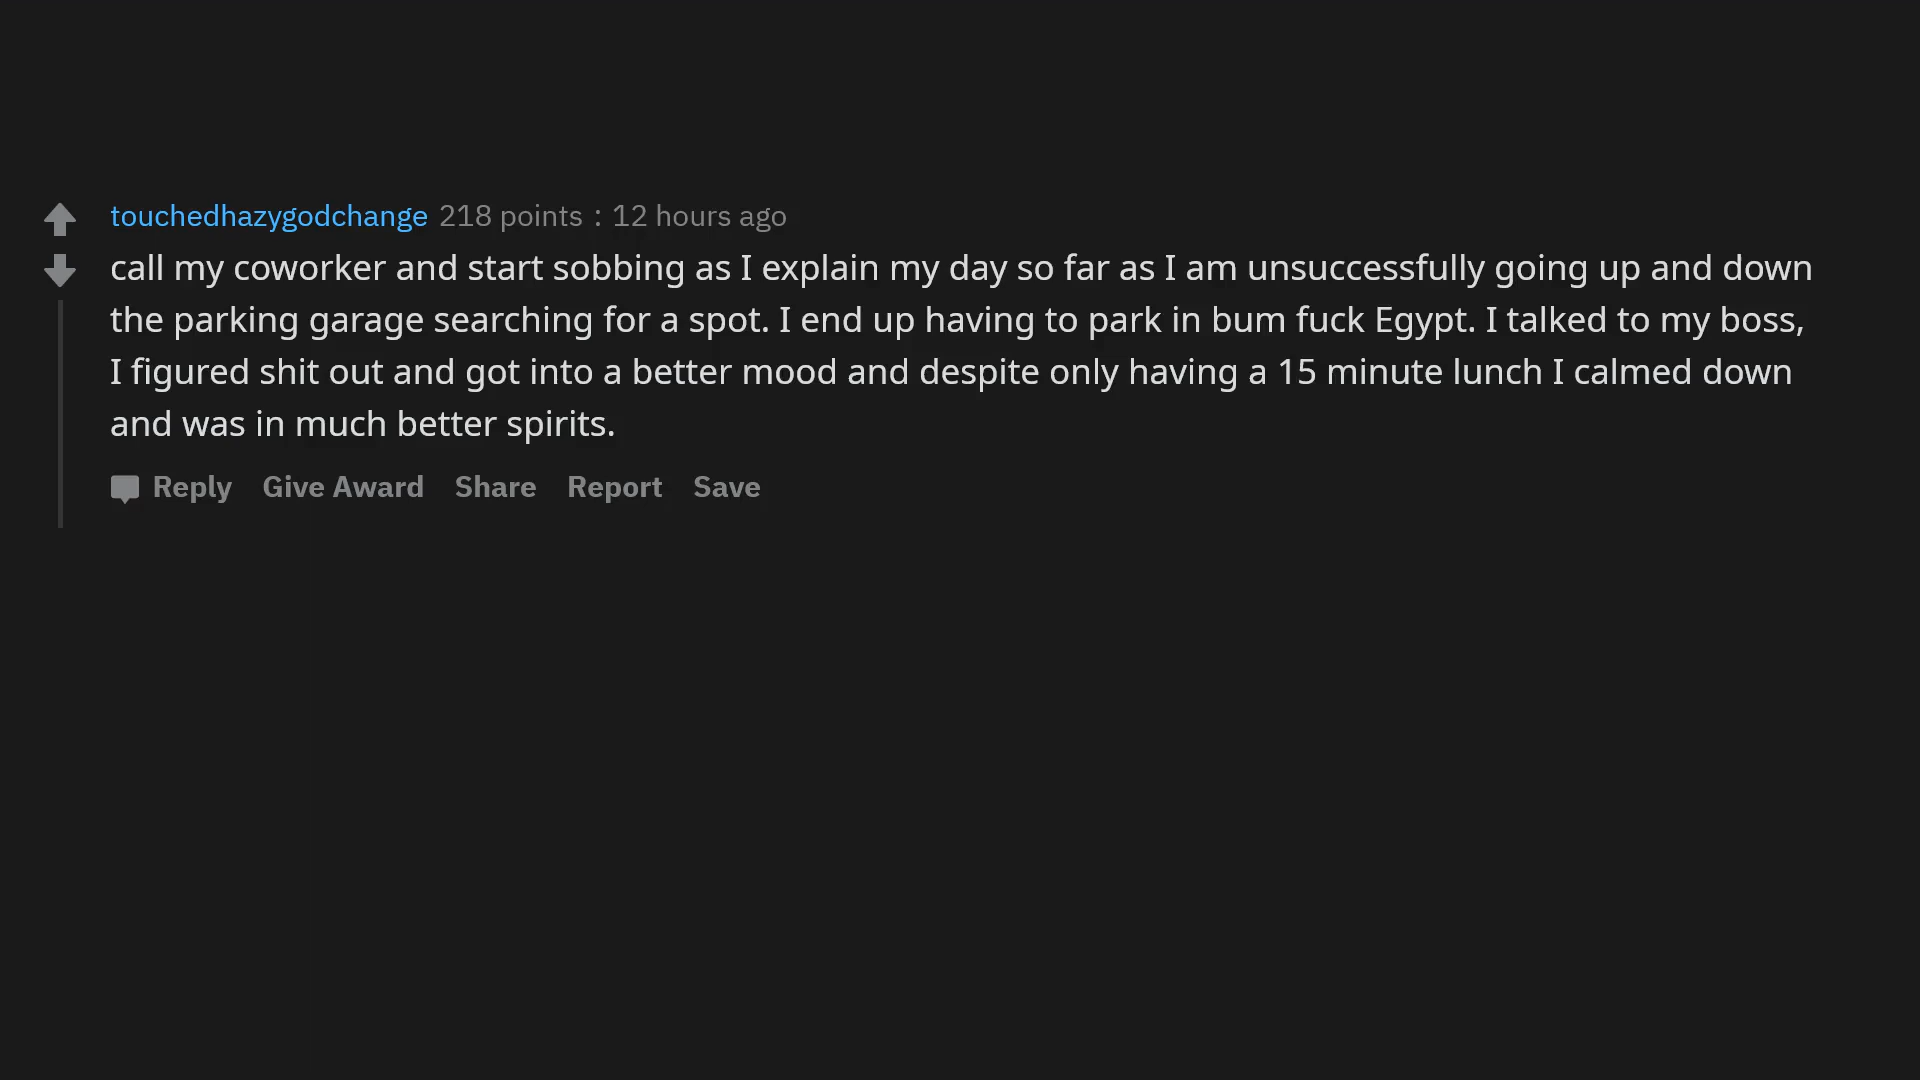 touchedhazygodchange 218 points : 12 hours ago
call my coworker and start sobbing as I explain my day so far as I am unsuccessfully going up and down
the parking garage searching for a spot. I end up having to park in bum fuck Egypt. I talked to my boss,
I figured shit out and got into a better mood and despite only having a 15 minute lunch I calmed down
and was in much better spirits.
Reply Give Award Share Report Save